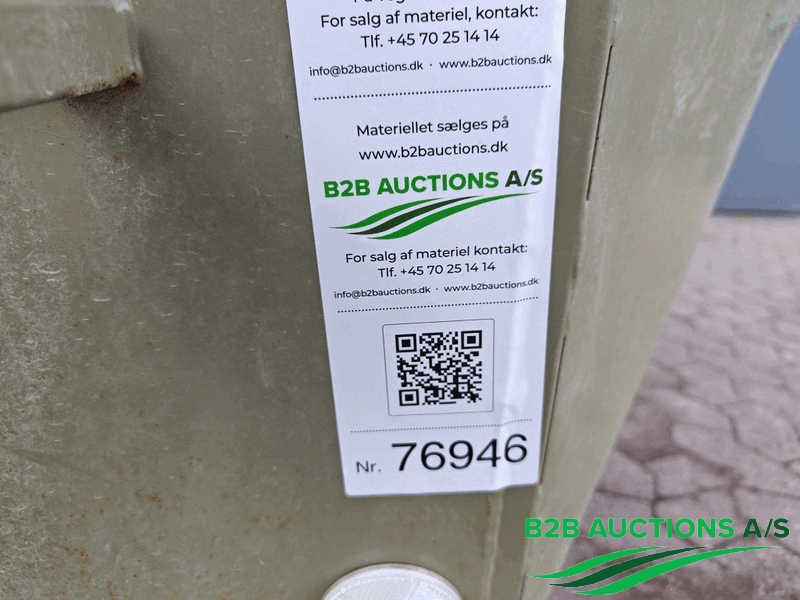 For salg af materiel, kontakt:
Tlf. +45 70 25 14 14
info@b2bauctions.dk · www.b2bauctions.dk
Materiellet sælges på
www.b2bauctions.dk
B2B AUCTIONS A/S
For salg af materiel kontakt:
Tlf. +45 70 25 14 14
info@b2bauctions.dk · www.b2bauctions.dk
Nr. 76946
B2B AUCTIONS A/S